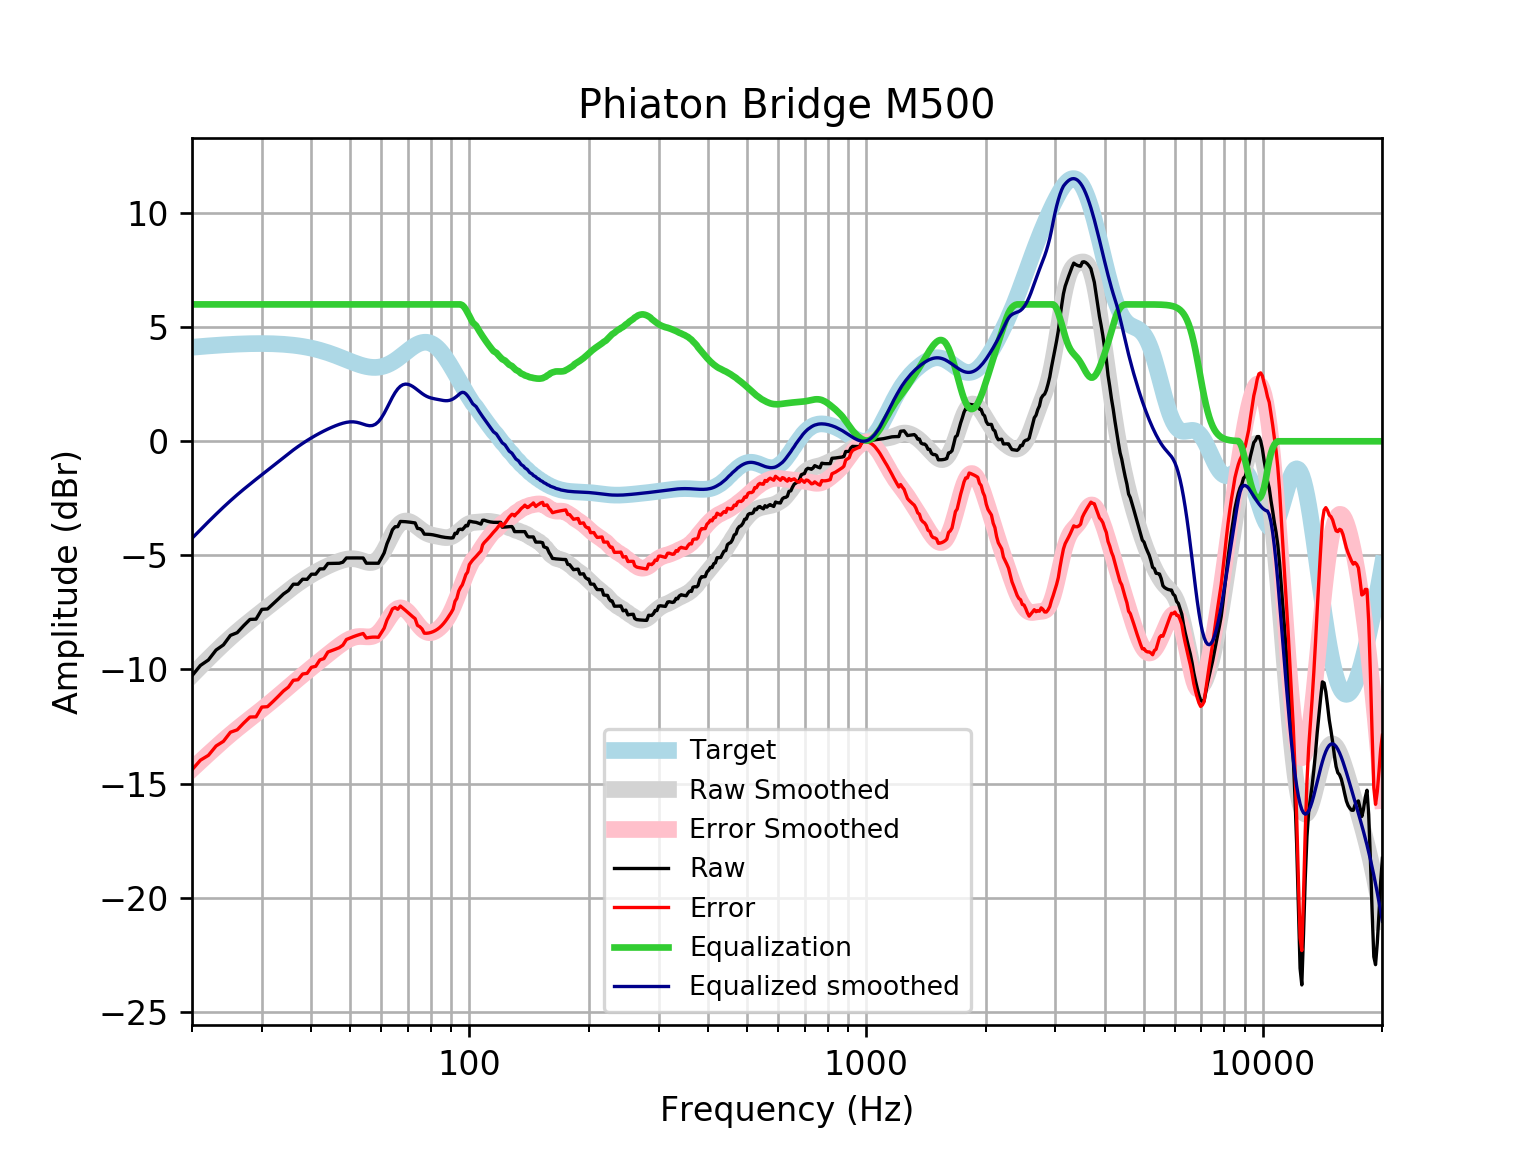 Phiaton Bridge M500
Amplitude (dBr)
10
5
0
−5
−10
−15
−20
−25
Target
Raw Smoothed
Error Smoothed
Raw
Error
Equalization
Equalized smoothed
100 1000 10000
Frequency (Hz)